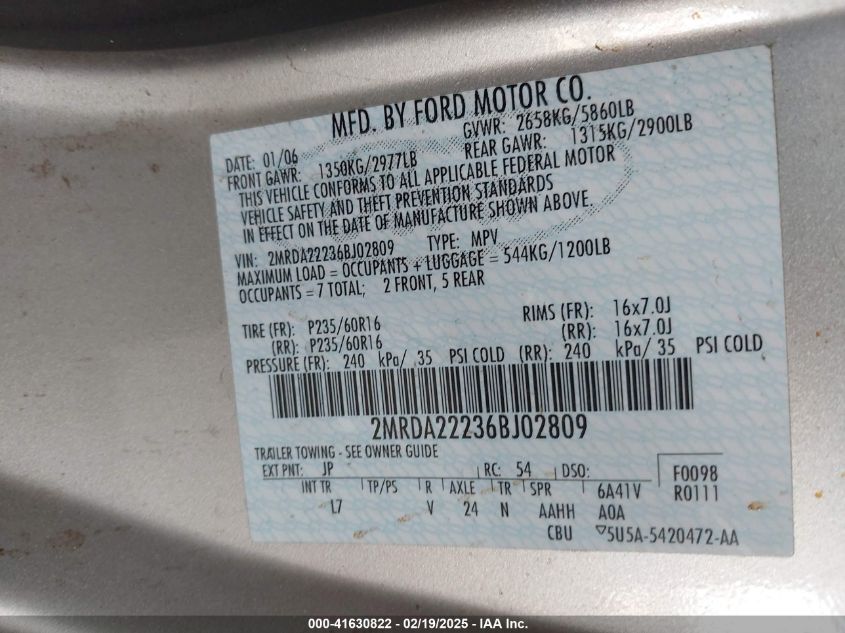 MFD. BY FORD MOTOR CO.
DATE: 01/06 GVWR: 2658KG/5860LB
FRONT GAWR: 1350KG/2977LB REAR GAWR: 1315KG/2900LB
THIS VEHICLE CONFORMS TO ALL APPLICABLE FEDERAL MOTOR
VEHICLE SAFETY AND THEFT PREVENTION STANDARDS
IN EFFECT ON THE DATE OF MANUFACTURE SHOWN ABOVE
VIN: 2MRDA22236BJ02809 TYPE: MPV
MAXIMUM LOAD = OCCUPANTS + LUGGAGE = 544KG/1200LB
OCCUPANTS = 7 TOTAL; 2 FRONT, 5 REAR
TIRE (FR): P235/60R16 RIMS (FR): 16x7.0J
(RR): P235/60R16 (RR): 16x7.0J
PRESSURE (FR): 240 kPa/ 35 PSI COLD (RR): 240 kPa/ 35 PSI COLD
2MRDA22236BJ02809
TRAILER TOWING - SEE OWNER GUIDE
EXT PNT: JP RC: 54 DSO: F0098
INT TR TP/PS R AXLE TR SPR 6A41V R0111
L7 V 24 N AAHH A0A
CBU 5U5A-5420472-AA
000-41630822 - 02/19/2025 - IAA Inc.